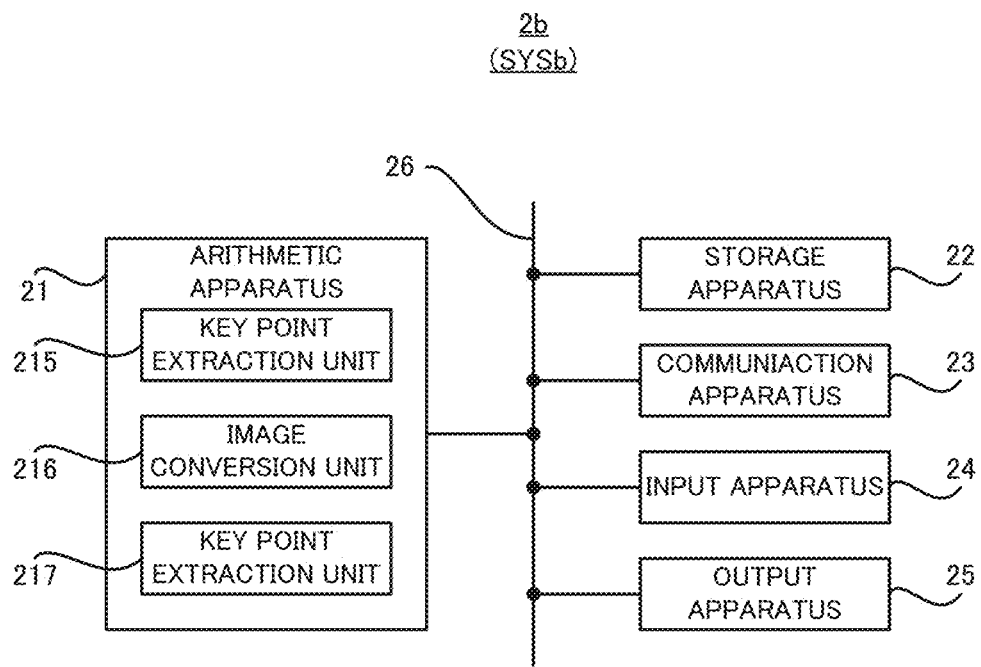 2b
(SYSb)
26
21
ARITHMETIC
APPARATUS
215
KEY POINT
EXTRACTION UNIT
216
IMAGE
CONVERSION UNIT
217
KEY POINT
EXTRACTION UNIT
STORAGE
APPARATUS
22
COMMUNIACTION
APPARATUS
23
INPUT APPARATUS
24
OUTPUT
APPARATUS
25